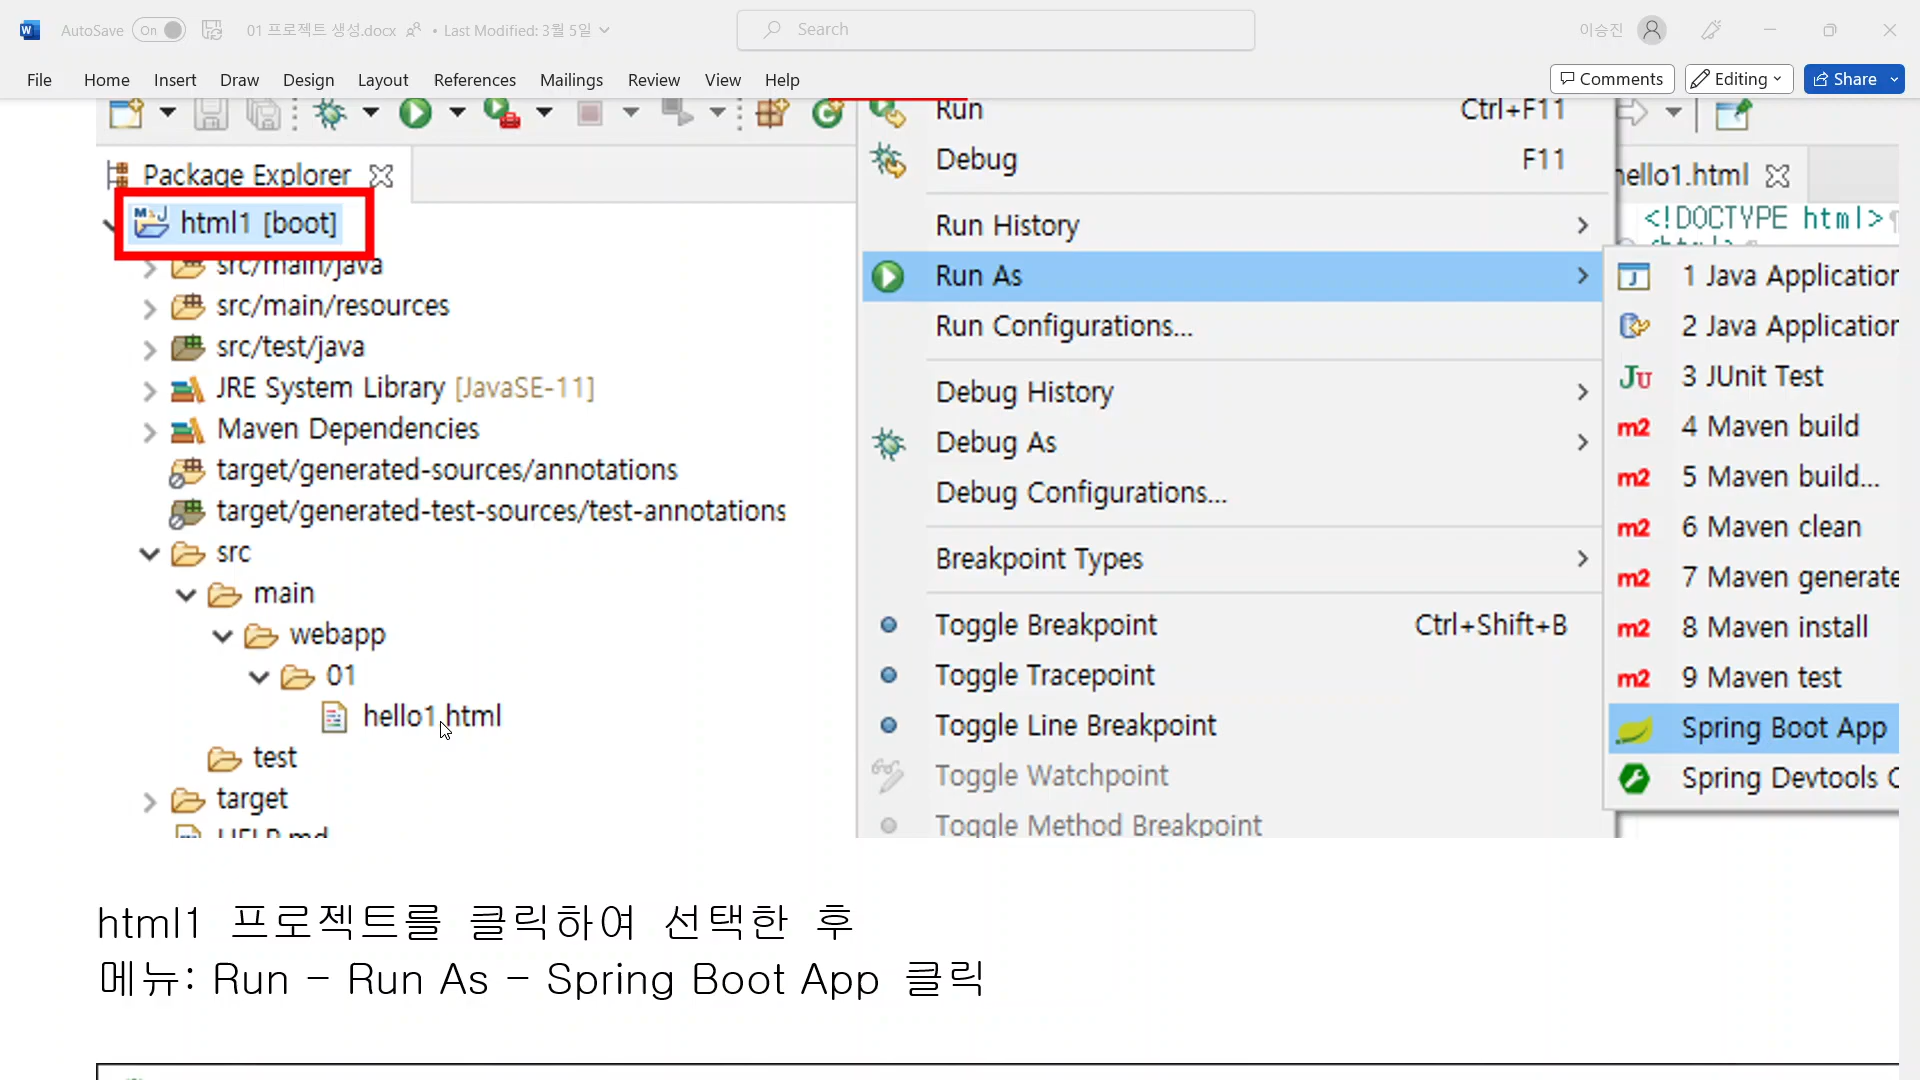 AutoSave On 01 프로젝트 생성.docx • Last Modified: 3월 5일 Search 이승진
File Home Insert Draw Design Layout References Mailings Review View Help Comments Editing Share
Package Explorer
html1 [boot]
src/main/java
src/main/resources
src/test/java
JRE System Library [JavaSE-11]
Maven Dependencies
target/generated-sources/annotations
target/generated-test-sources/test-annotations
src
main
webapp
01
hello1.html
test
target
HELP.md
Run Ctrl+F11
Debug F11
Run History
Run As
Run Configurations...
Debug History
Debug As
Debug Configurations...
Breakpoint Types
Toggle Breakpoint Ctrl+Shift+B
Toggle Tracepoint
Toggle Line Breakpoint
Toggle Watchpoint
Toggle Method Breakpoint
hello1.html
<!DOCTYPE html>
<html>
1 Java Application
2 Java Application
3 JUnit Test
4 Maven build
5 Maven build...
6 Maven clean
7 Maven generate
8 Maven install
9 Maven test
Spring Boot App
Spring Devtools C
html1 프로젝트를 클릭하여 선택한 후
메뉴: Run - Run As - Spring Boot App 클릭